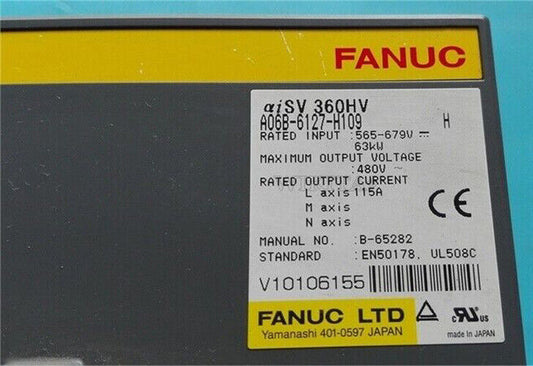 FANUC
αiSV 360HV
A06B-6127-H109 H
RATED INPUT :565-679V ⎓
63kW
MAXIMUM OUTPUT VOLTAGE
:480V ~
RATED OUTPUT CURRENT
L axis 115A
M axis
N axis
CE
MANUAL NO. :B-65282
STANDARD :EN50178, UL508C
V10106155
FANUC LTD
Yamanashi 401-0597 JAPAN
c RU us
made in JAPAN